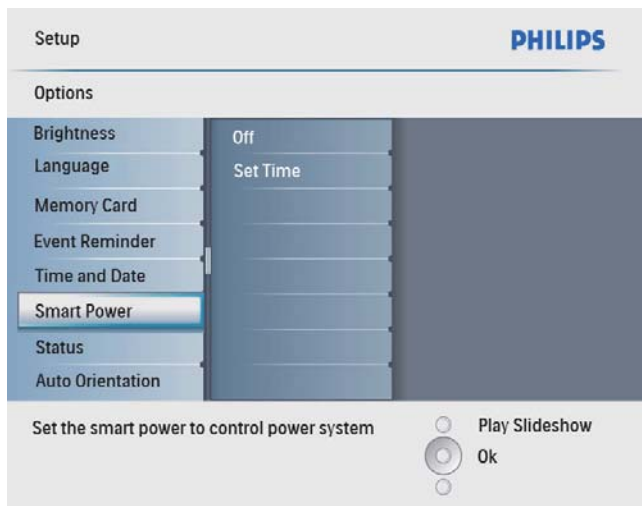 Setup
PHILIPS
Options
Brightness
Language
Memory Card
Event Reminder
Time and Date
Smart Power
Status
Auto Orientation
Off
Set Time
Set the smart power to control power system
Play Slideshow
Ok